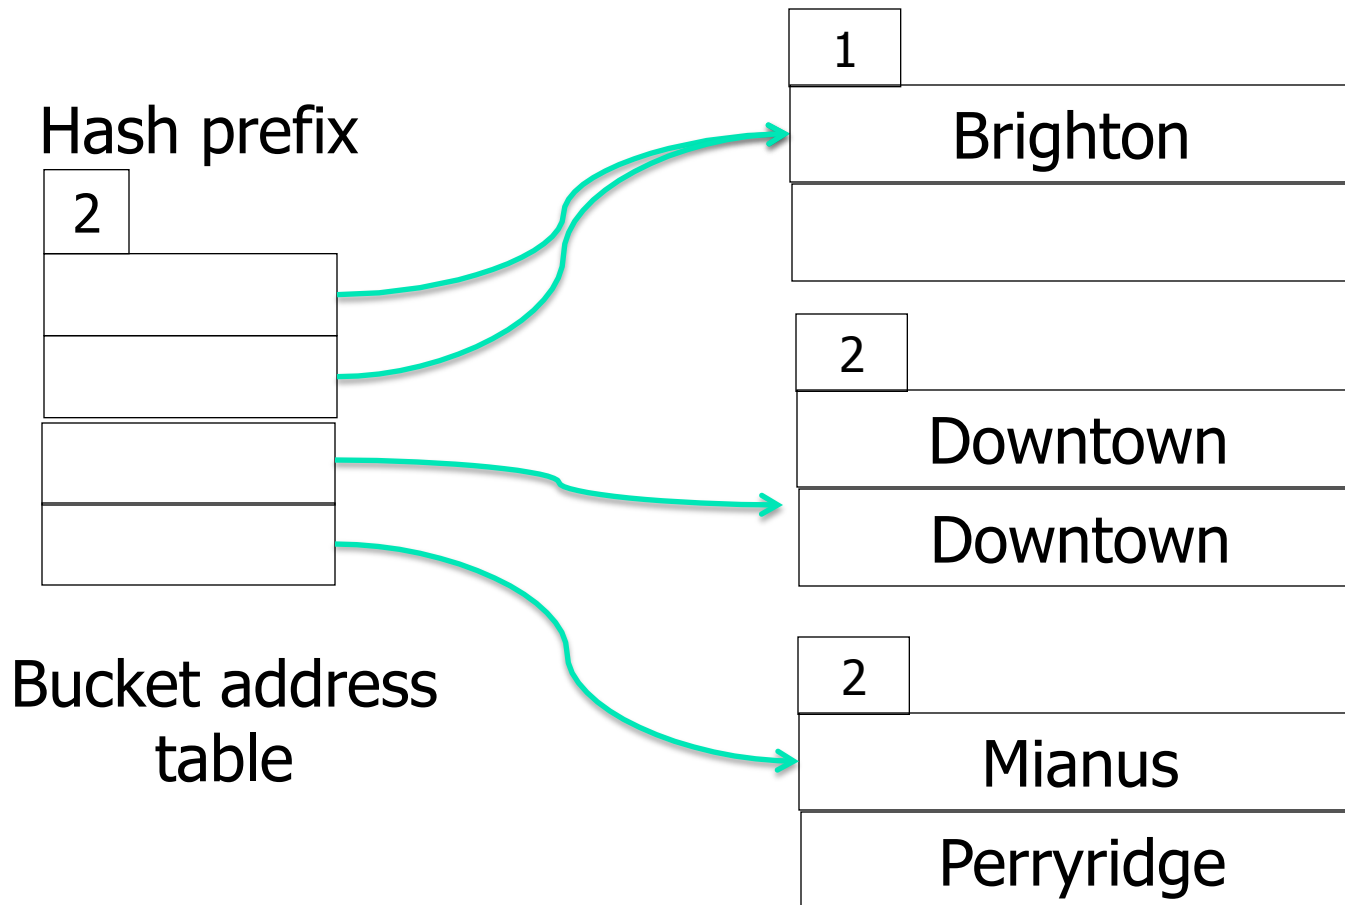 Hash prefix
2
Bucket address
table
1
Brighton
2
Downtown
Downtown
2
Mianus
Perryridge